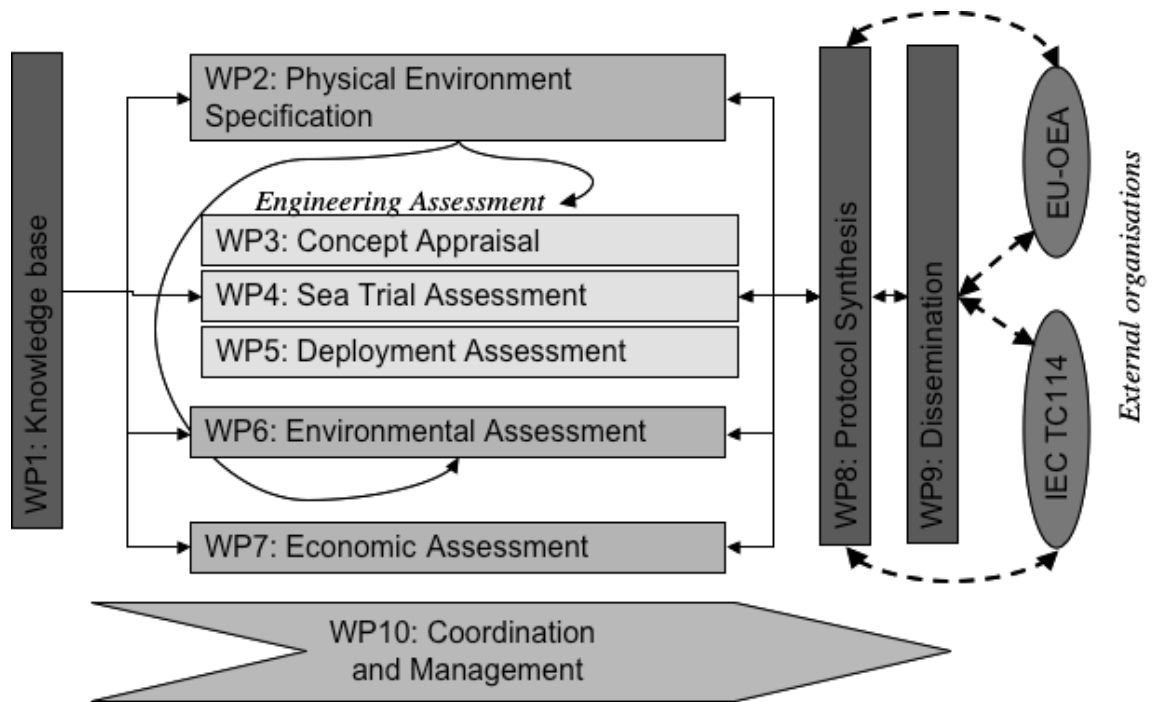 WP1: Knowledge base
WP2: Physical Environment
Specification
Engineering Assessment
WP3: Concept Appraisal
WP4: Sea Trial Assessment
WP5: Deployment Assessment
WP6: Environmental Assessment
WP7: Economic Assessment
WP8: Protocol Synthesis
WP9: Dissemination
EU-OEA
IEC TC114
External organisations
WP10: Coordination
and Management